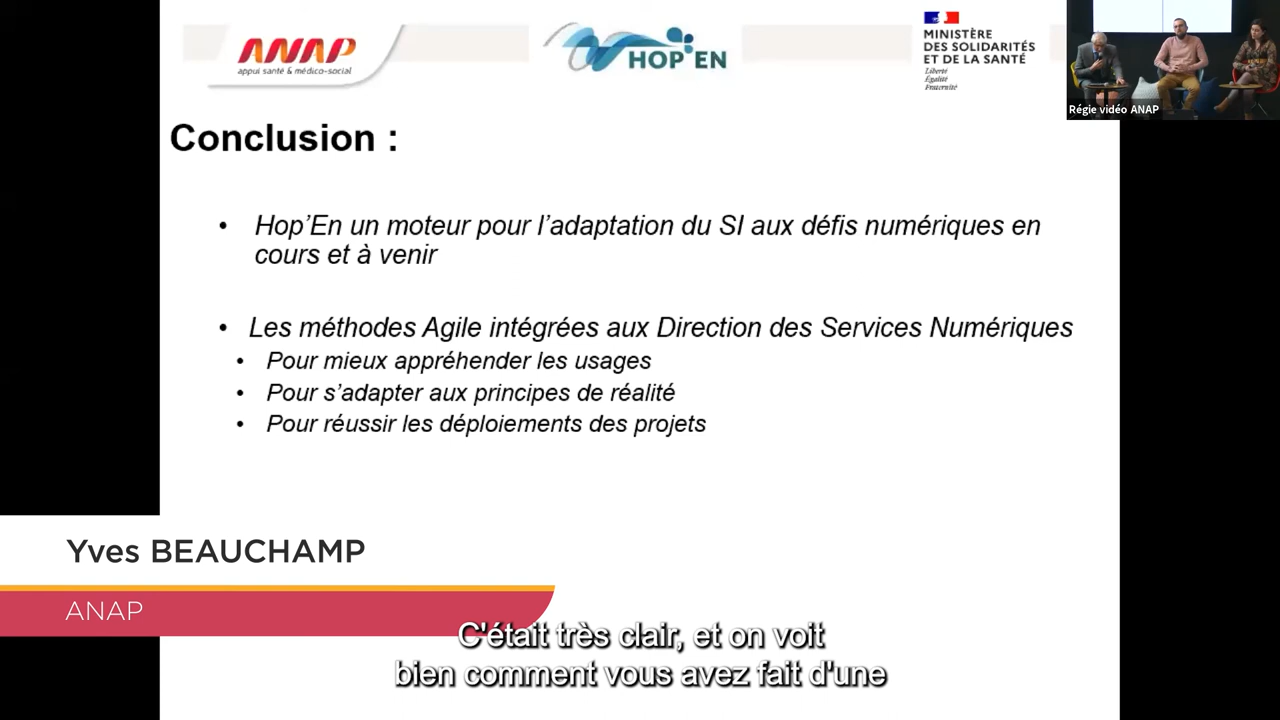 ANAP
appui santé & médico-social
HOP'EN
MINISTÈRE
DES SOLIDARITÉS
ET DE LA SANTÉ
Liberté
Égalité
Fraternité
Régie vidéo ANAP
Conclusion :
• Hop’En un moteur pour l’adaptation du SI aux défis numériques en
cours et à venir
• Les méthodes Agile intégrées aux Direction des Services Numériques
• Pour mieux appréhender les usages
• Pour s’adapter aux principes de réalité
• Pour réussir les déploiements des projets
Yves BEAUCHAMP
ANAP
C'était très clair, et on voit
bien comment vous avez fait d'une